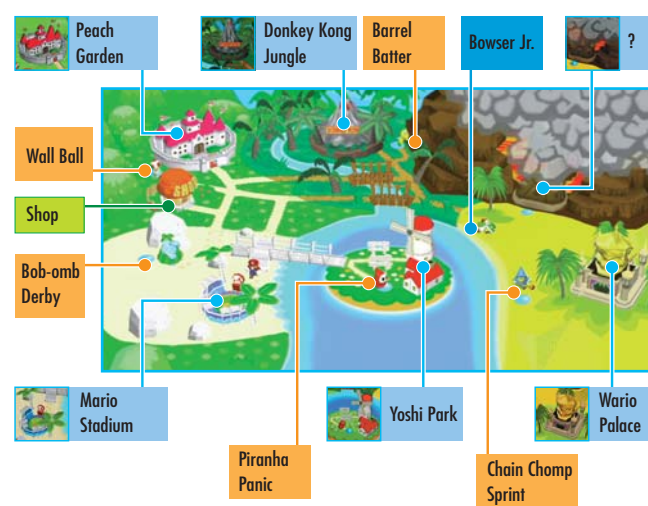 Peach
Garden
Donkey Kong
Jungle
Barrel
Batter
Bowser Jr.
?
Wall Ball
Shop
SHOP
Bob-omb
Derby
Mario
Stadium
Yoshi Park
Wario
Palace
Piranha
Panic
Chain Chomp
Sprint